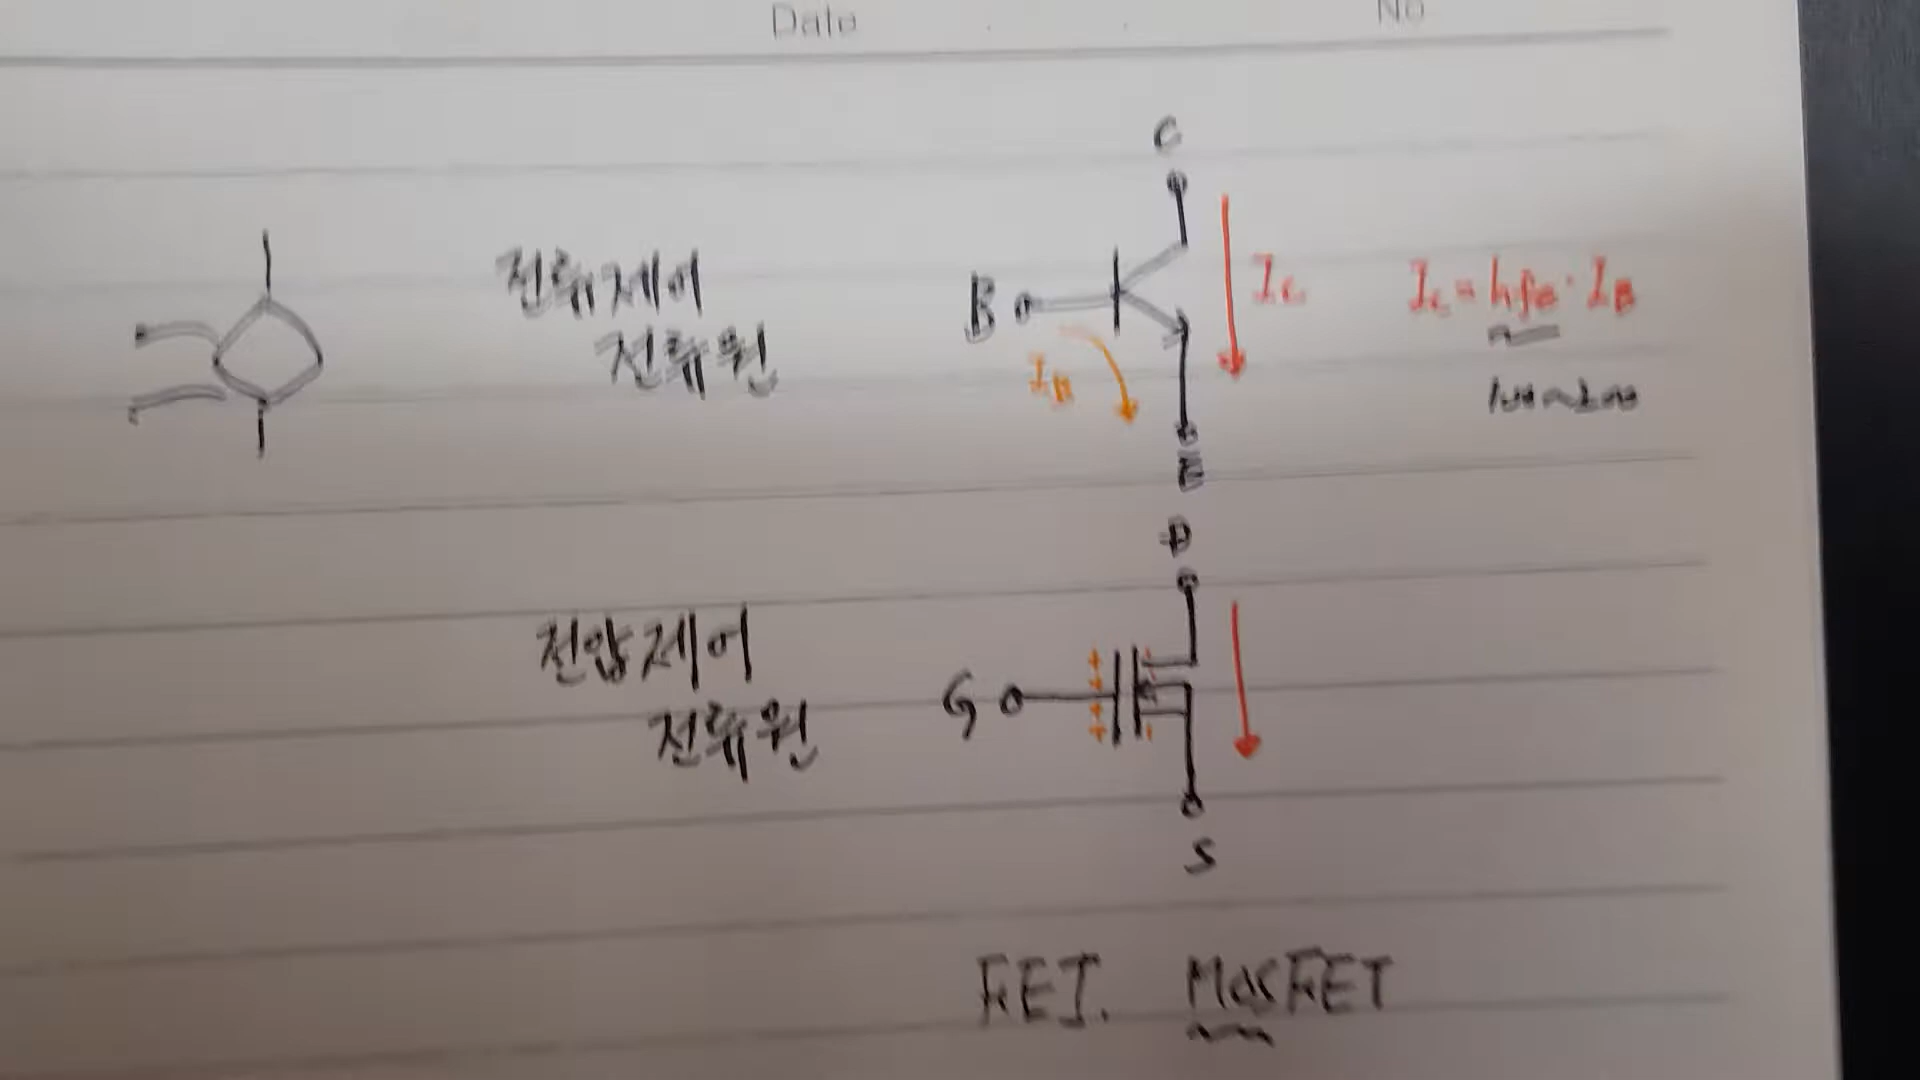 Date No
C
전류제어
전류원
B
I_B
I_C
I_C = hfe · I_B
100~200
E
D
전압제어
전류원
G
+
+
+
+
S
FET. MOSFET